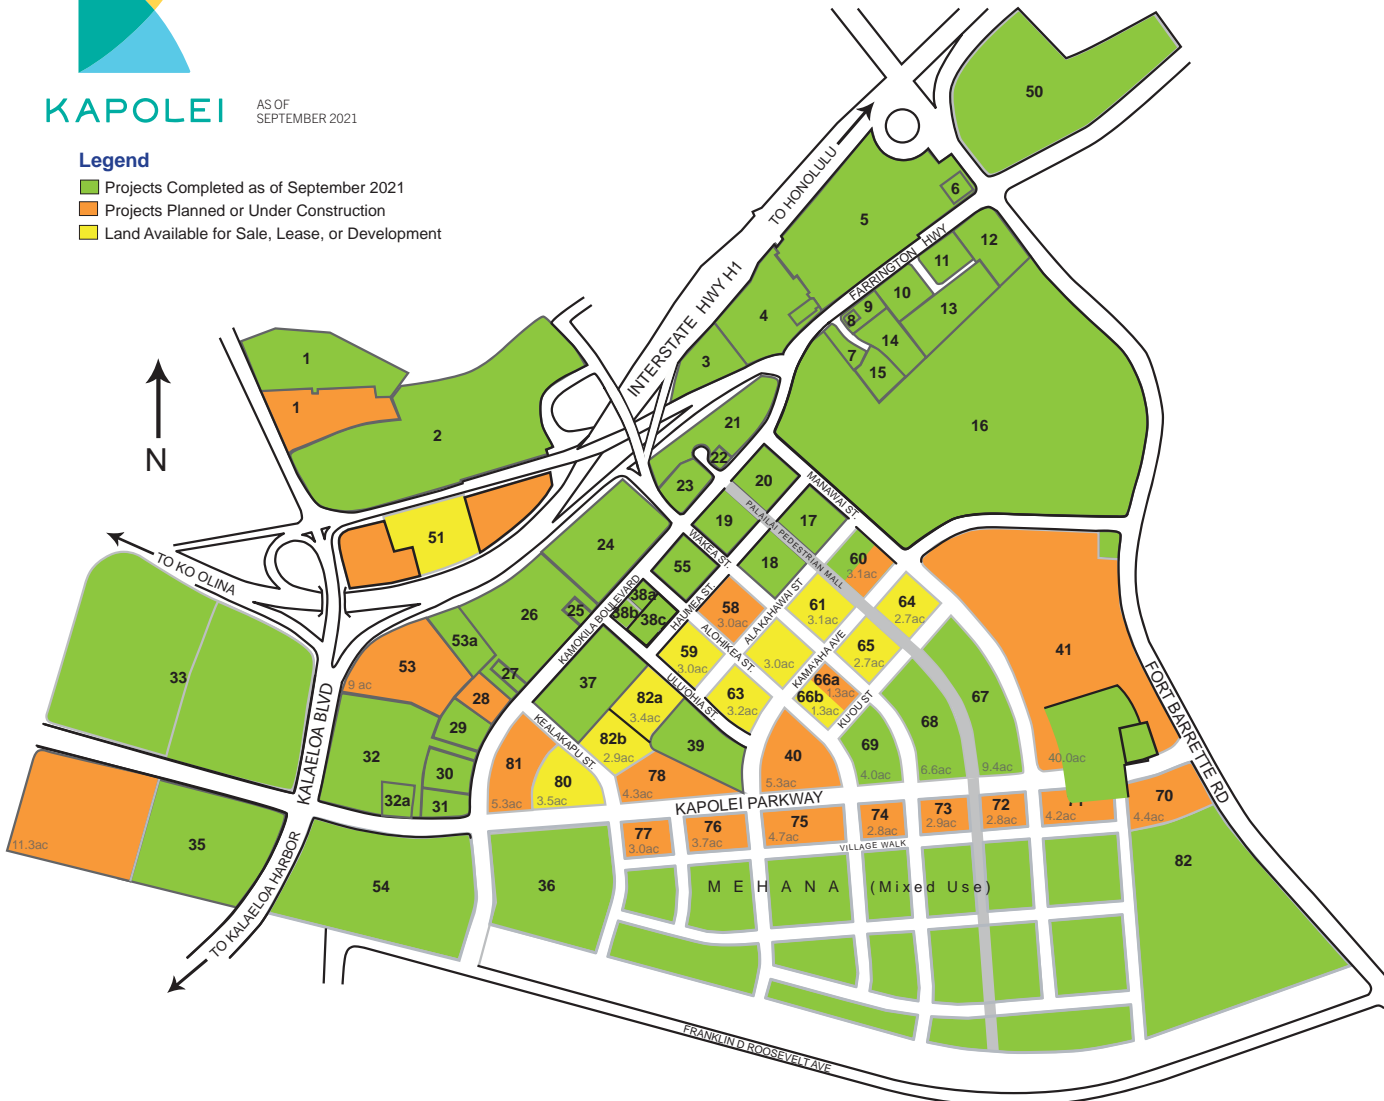 KAPOLEI
AS OF
SEPTEMBER 2021
Legend
Projects Completed as of September 2021
Projects Planned or Under Construction
Land Available for Sale, Lease, or Development
50
TO HONOLULU
6
5
12
FARRINGTON HWY
11
10
13
9
8
4
14
7
15
3
INTERSTATE HWY H1
1
1
2
N
16
21
22
23
20
MANAWAI ST.
PALAILAI PEDESTRIAN MALL
19
17
WAKEA ST.
18
51
24
55
60
3.1ac
TO KO OLINA
KAMOKILA BOULEVARD
38a
38b
38c
HAUMEA ST.
58
3.0ac
ALOHIKEA ST.
ALA KAHAWAI ST
61
3.1ac
64
2.7ac
25
26
53a
59
3.0ac
3.0ac
KAMA'AHA AVE
65
2.7ac
41
40.0ac
FORT BARRETTE RD
33
53
9 ac
27
28
37
82a
3.4ac
ULU'OHIA ST.
63
3.2ac
66a
1.3ac
66b
1.3ac
KUOU ST
67
9.4ac
68
6.6ac
69
4.0ac
KALAELOA BLVD
29
32
30
32a
31
KEALAKAPU ST.
82b
2.9ac
39
40
5.3ac
81
5.3ac
80
3.5ac
78
4.3ac
KAPOLEI PARKWAY
77
3.0ac
76
3.7ac
75
4.7ac
74
2.8ac
73
2.9ac
72
2.8ac
4.2ac
70
4.4ac
VILLAGE WALK
11.3ac
35
54
36
MEHANA (Mixed Use)
82
TO KALAELOA HARBOR
FRANKLIN D ROOSEVELT AVE